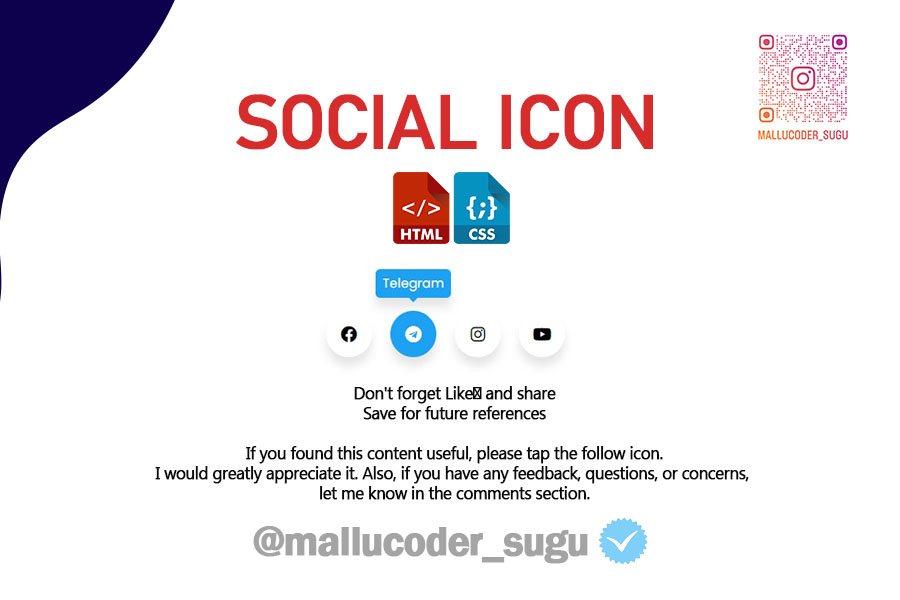 MALLUCODER_SUGU
SOCIAL ICON
</> {;}
HTML CSS
Telegram
Don't forget Like and share
Save for future references
If you found this content useful, please tap the follow icon.
I would greatly appreciate it. Also, if you have any feedback, questions, or concerns,
let me know in the comments section.
@mallucoder_sugu